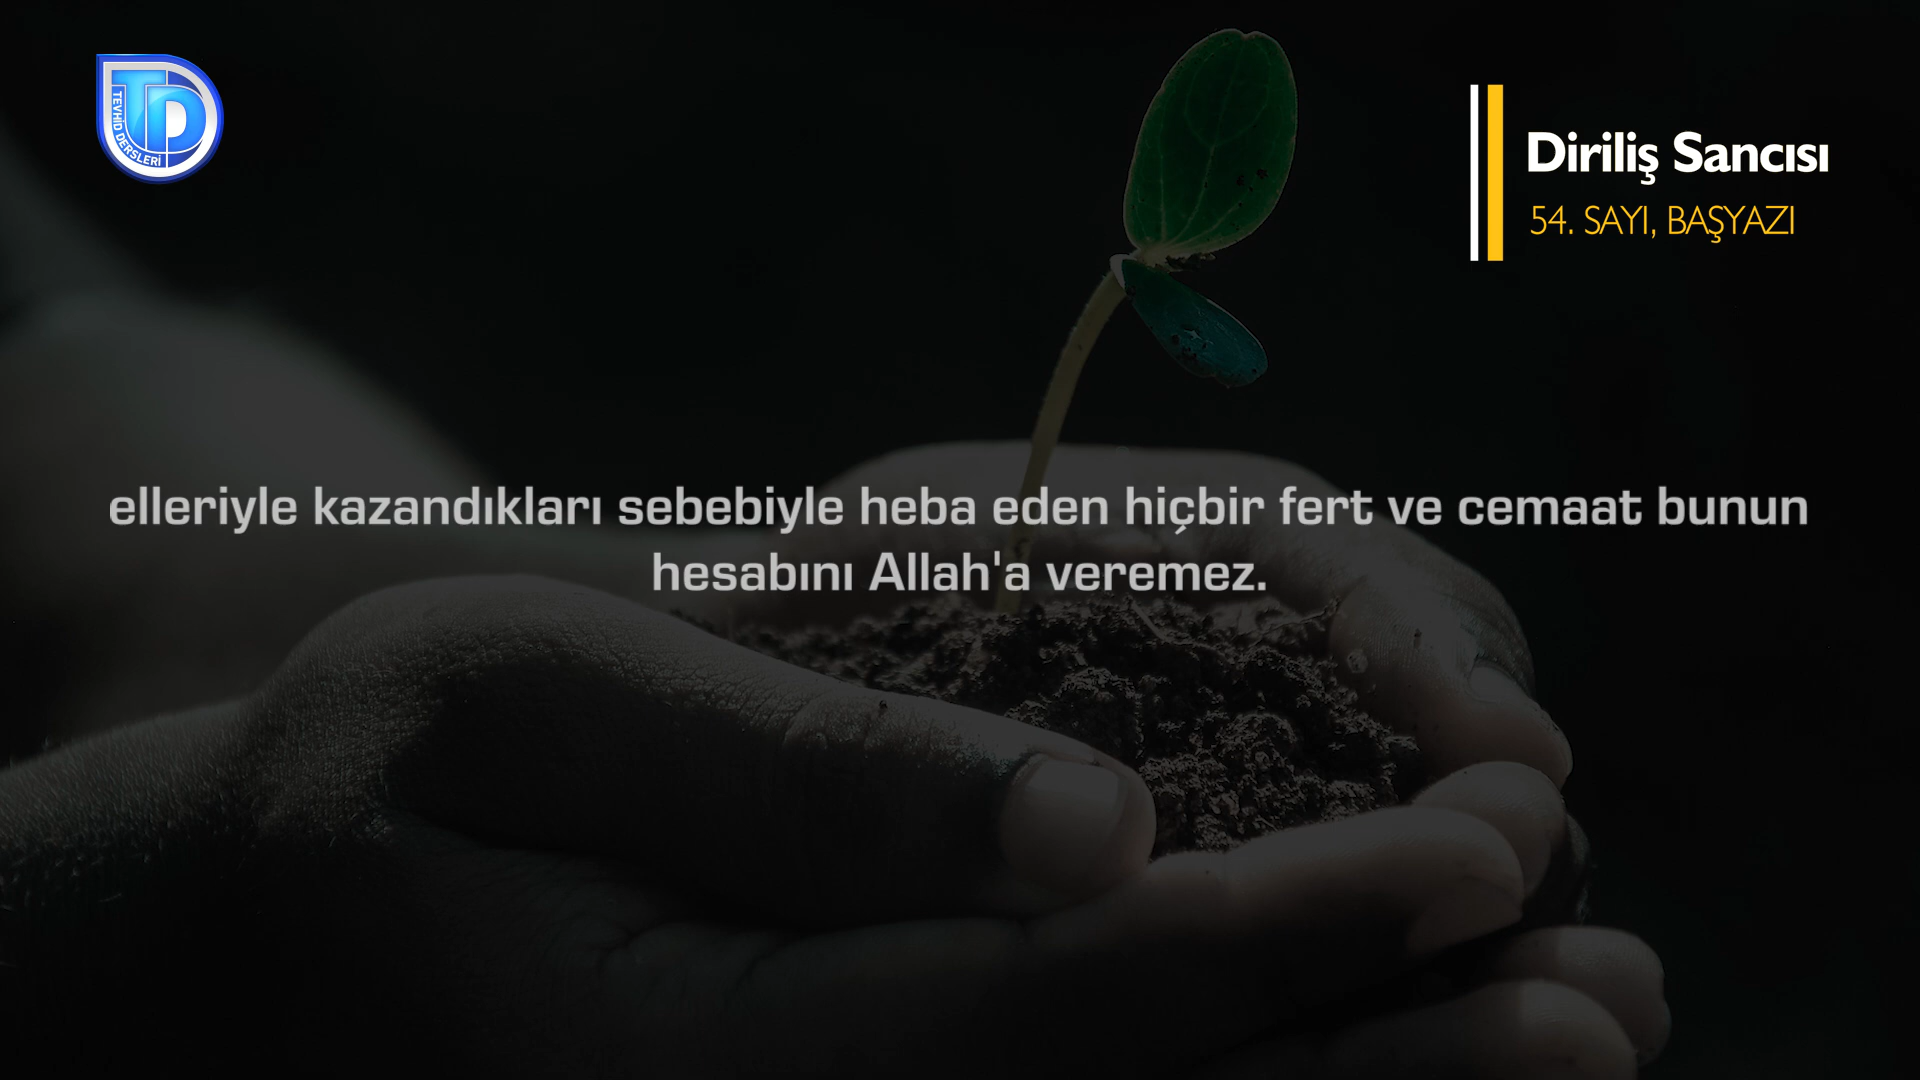 TD
TEVHİD DERSLERİ
Diriliş Sancısı
54. SAYI, BAŞYAZI
elleriyle kazandıkları sebebiyle heba eden hiçbir fert ve cemaat bunun
hesabını Allah'a veremez.